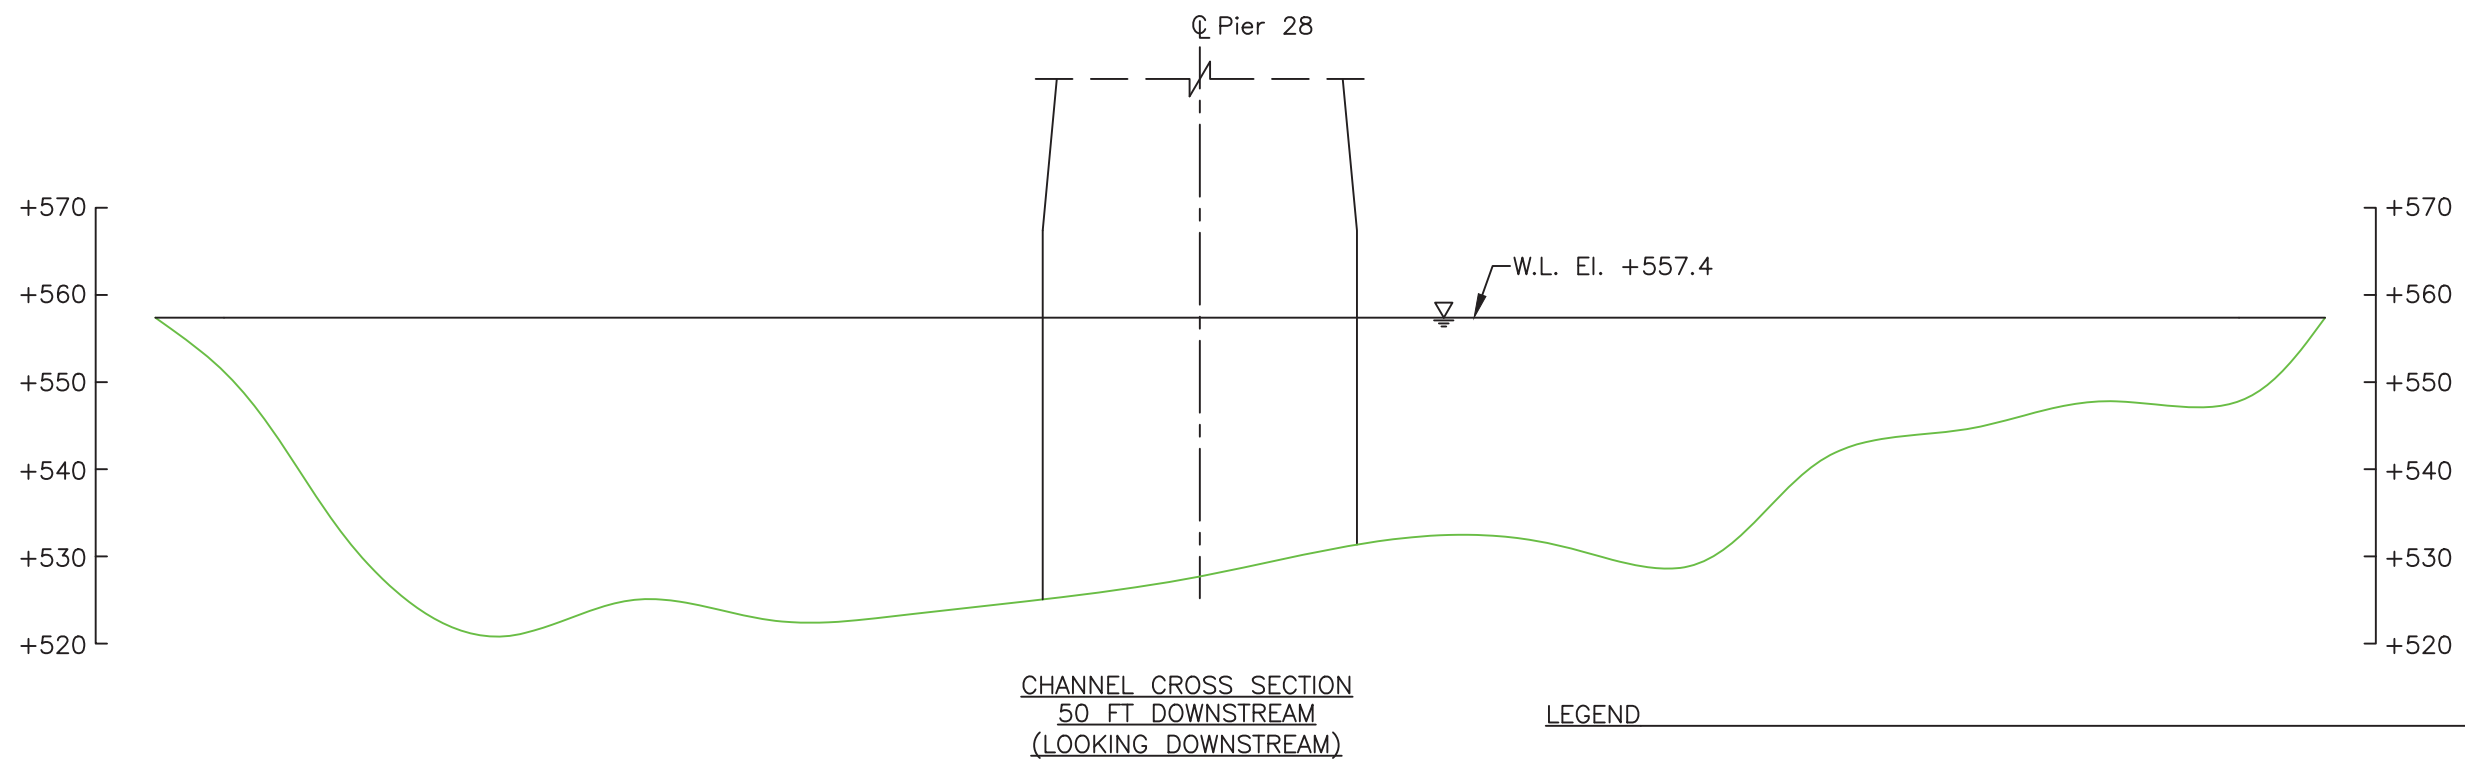 ℄ Pier 28
+570 +570
W.L. El. +557.4
+560 +560
+550 +550
+540 +540
+530 +530
+520 +520
CHANNEL CROSS SECTION
50 FT DOWNSTREAM
(LOOKING DOWNSTREAM)
LEGEND